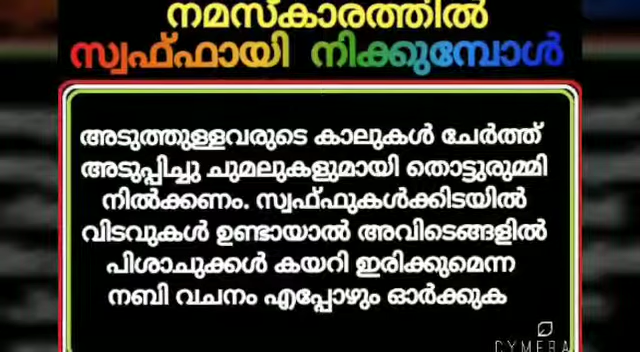 നമസ്കാരത്തിൽ
സ്വഫ്ഫായി നിക്കുമ്പോൾ
അടുത്തുള്ളവരുടെ കാലുകൾ ചേർത്ത്
അടുപ്പിച്ചു ചുമലുകളുമായി തൊട്ടുരുമ്മി
നിൽക്കണം. സ്വഫ്ഫുകൾക്കിടയിൽ
വിടവുകൾ ഉണ്ടായാൽ അവിടെങ്ങളിൽ
പിശാചുക്കൾ കയറി ഇരിക്കുമെന്ന
നബി വചനം എപ്പോഴും ഓർക്കുക
CYMERA